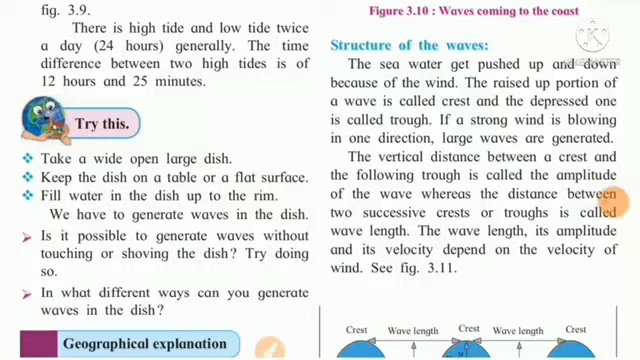 fig. 3.9.
There is high tide and low tide twice
a day (24 hours) generally. The time
difference between two high tides is of
12 hours and 25 minutes.
Try this.
Take a wide open large dish.
Keep the dish on a table or a flat surface.
Fill water in the dish up to the rim.
We have to generate waves in the dish.
Is it possible to generate waves without
touching or shoving the dish? Try doing
so.
In what different ways can you generate
waves in the dish?
Geographical explanation
Figure 3.10 : Waves coming to the coast
Structure of the waves:
The sea water get pushed up and down
because of the wind. The raised up portion
of a wave is called crest and the depressed one
is called trough. If a strong wind is blowing
in one direction, large waves are generated.
The vertical distance between a crest and
the following trough is called the amplitude
of the wave whereas the distance between
two successive crests or troughs is called
wave length. The wave length, its amplitude
and its velocity depend on the velocity of
wind. See fig. 3.11.
Crest Wave length Crest Wave length Crest